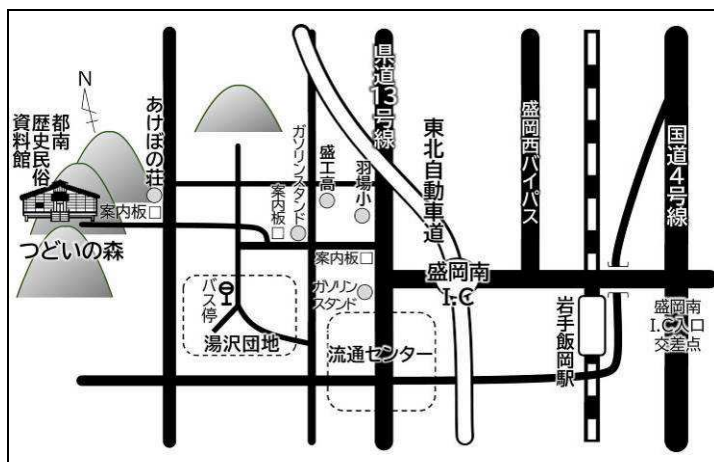 N
都南
歴史民俗
資料館
つどいの森
案内板
あけぼの荘
バス停
湯沢団地
案内板
ガソリンスタンド
盛工高
羽場小
県道13号線
東北自動車道
盛岡西バイパス
国道4号線
案内板
ガソリン
スタンド
流通センター
盛岡南
I.C
岩手飯岡駅
盛岡南
I.C入口
交差点